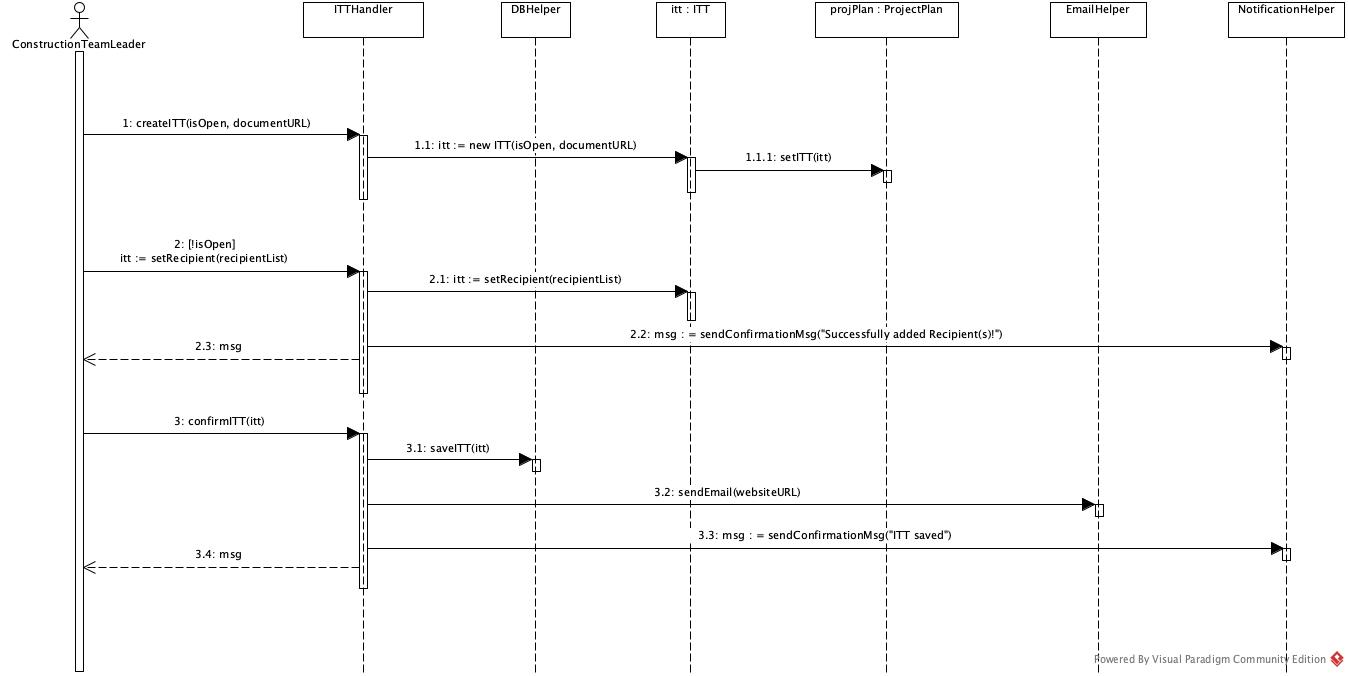 ITTHandler
DBHelper
itt : ITT
projPlan : ProjectPlan
EmailHelper
NotificationHelper
ConstructionTeamLeader
1: createITT(isOpen, documentURL)
1.1: itt := new ITT(isOpen, documentURL)
1.1.1: setITT(itt)
2: [!isOpen]
itt := setRecipient(recipientList)
2.1: itt := setRecipient(recipientList)
2.2: msg : = sendConfirmationMsg("Successfully added Recipient(s)!")
2.3: msg
3: confirmITT(itt)
3.1: saveITT(itt)
3.2: sendEmail(websiteURL)
3.3: msg : = sendConfirmationMsg("ITT saved")
3.4: msg
Powered By Visual Paradigm Community Edition